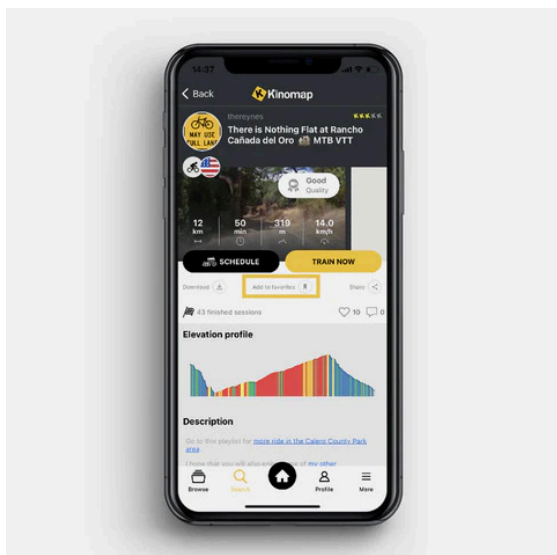 14:37
Back
Kinomap
thereynes
There is Nothing Flat at Rancho
Cañada del Oro MTB VTT
MAY USE
FULL LANE
Good
Quality
12 50 319 14.0
km min m km/h
SCHEDULE
TRAIN NOW
Download
Add to favorites
Share
43 finished sessions
10
0
Elevation profile
Description
Go to this playlist for more ride in the Calero County Park
area.
I hope that you will also enjoy one of my other
Browse
Search
Profile
More